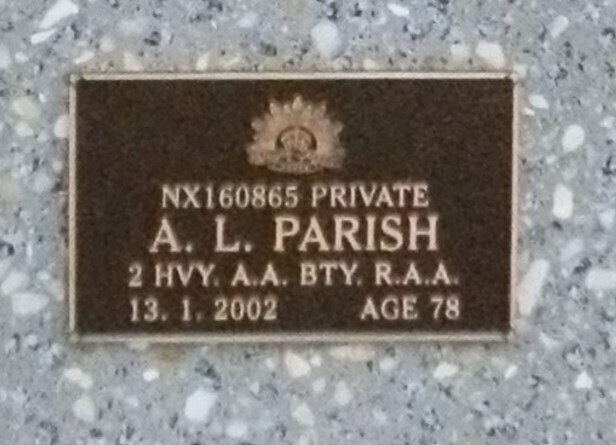 NX160865 PRIVATE
A. L. PARISH
2 HVY. A.A. BTY. R.A.A.
13. 1. 2002 AGE 78